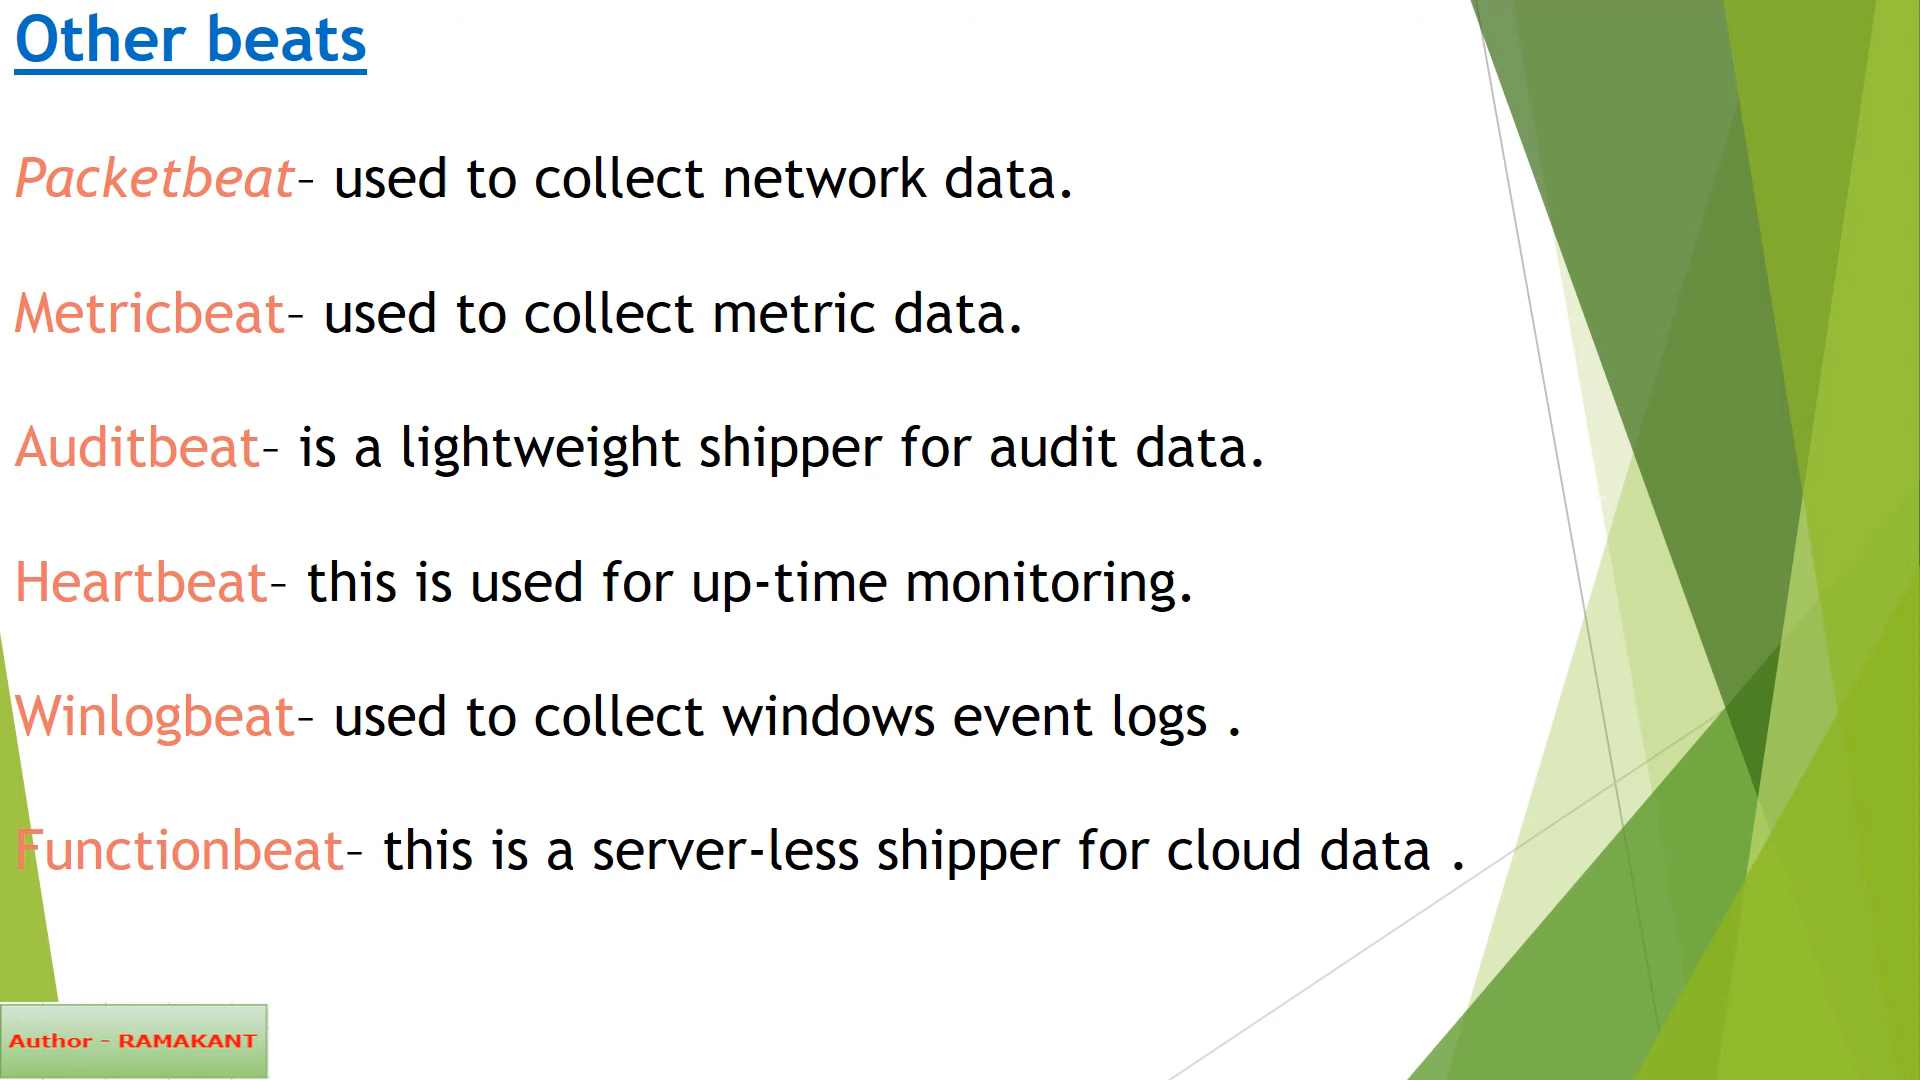 Other beats
Packetbeat– used to collect network data.
Metricbeat– used to collect metric data.
Auditbeat– is a lightweight shipper for audit data.
Heartbeat– this is used for up-time monitoring.
Winlogbeat– used to collect windows event logs .
Functionbeat– this is a server-less shipper for cloud data .
Author - RAMAKANT